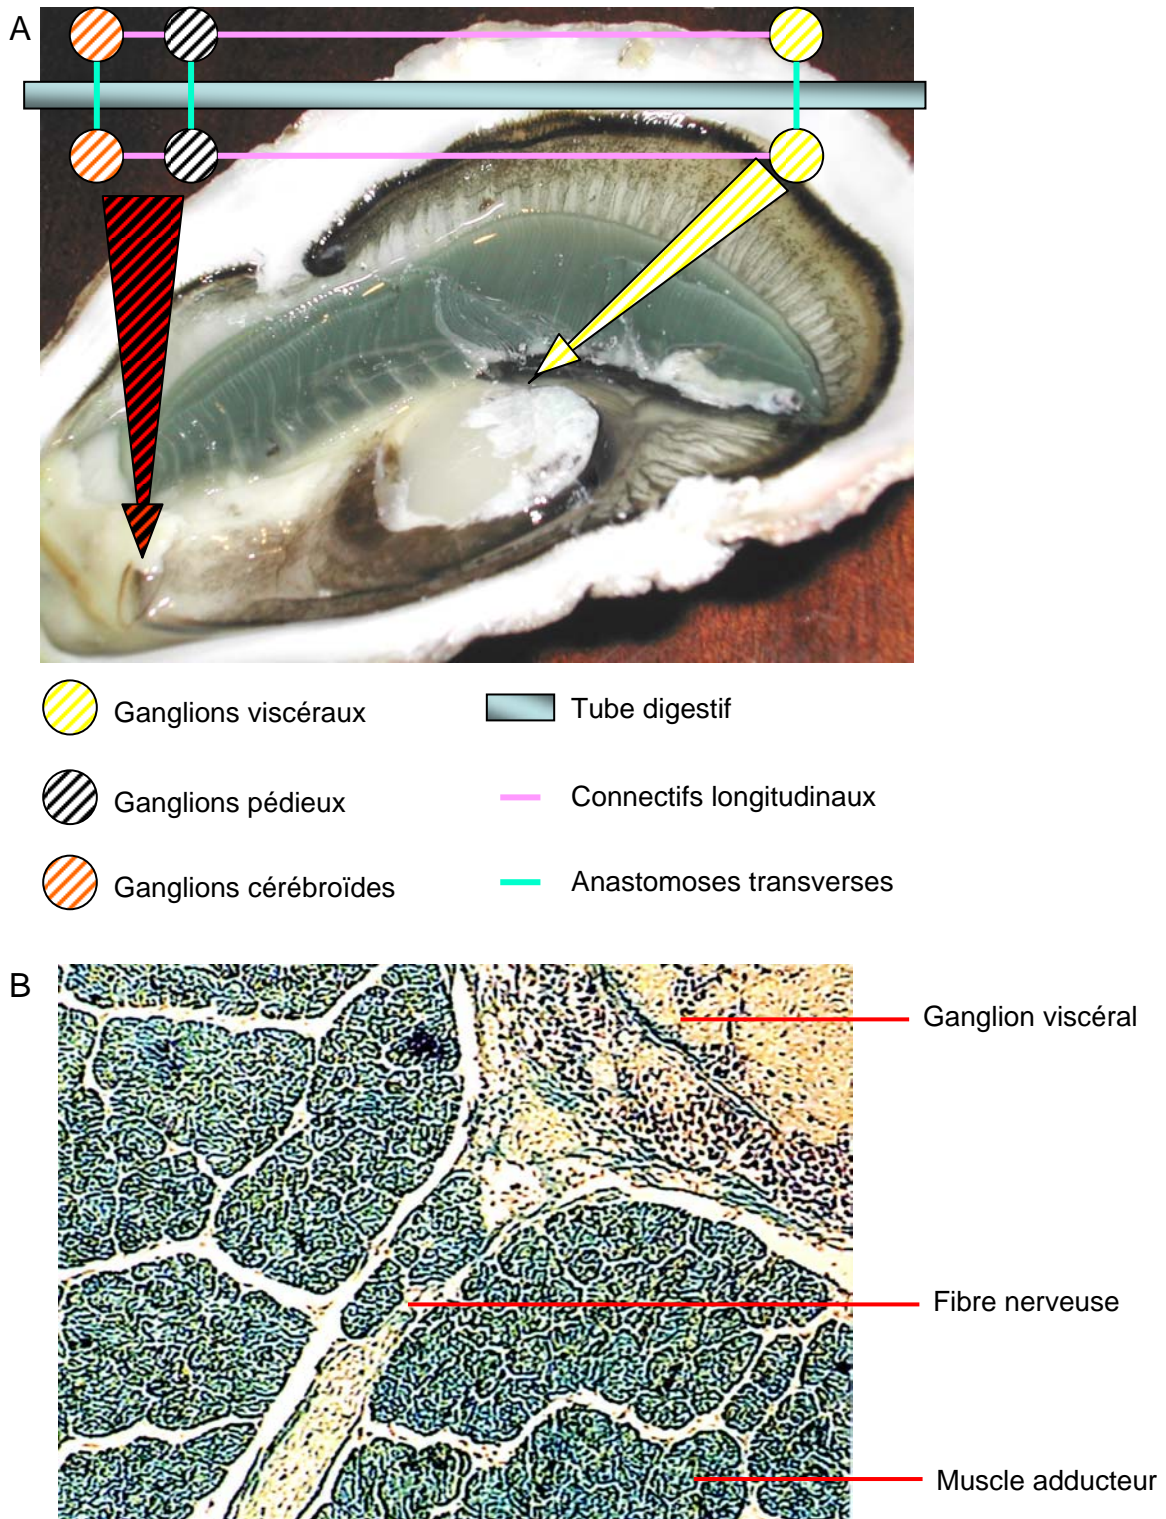 A
Ganglions viscéraux
Tube digestif
Ganglions pédieux
Connectifs longitudinaux
Ganglions cérébroïdes
Anastomoses transverses
B
Ganglion viscéral
Fibre nerveuse
Muscle adducteur